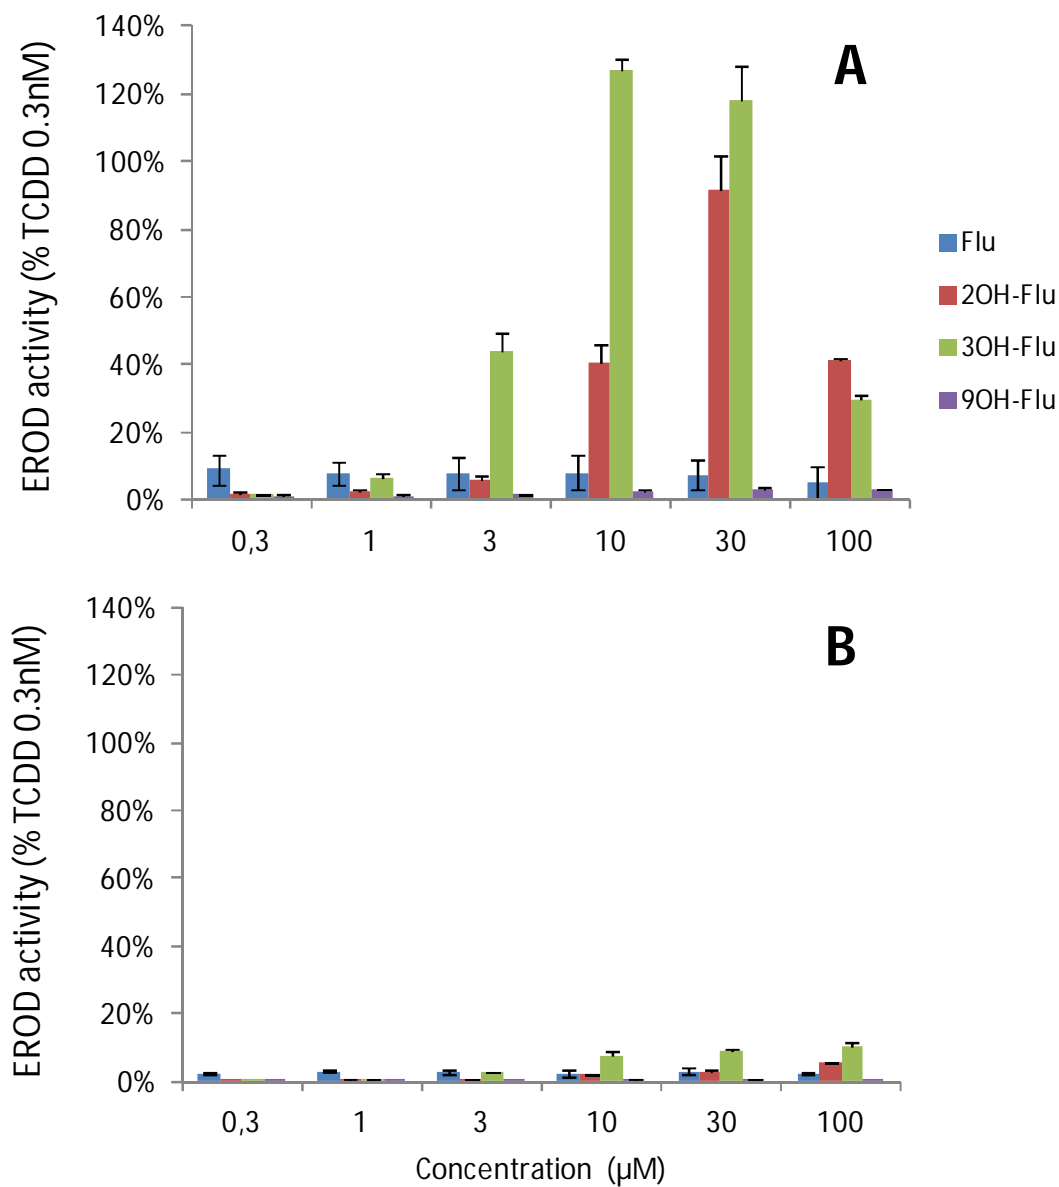 A
EROD activity (% TCDD 0.3nM)
140%
120%
100%
80%
60%
40%
20%
0%
0,3 1 3 10 30 100
Flu
2OH-Flu
3OH-Flu
9OH-Flu
B
EROD activity (% TCDD 0.3nM)
140%
120%
100%
80%
60%
40%
20%
0%
0,3 1 3 10 30 100
Concentration (µM)